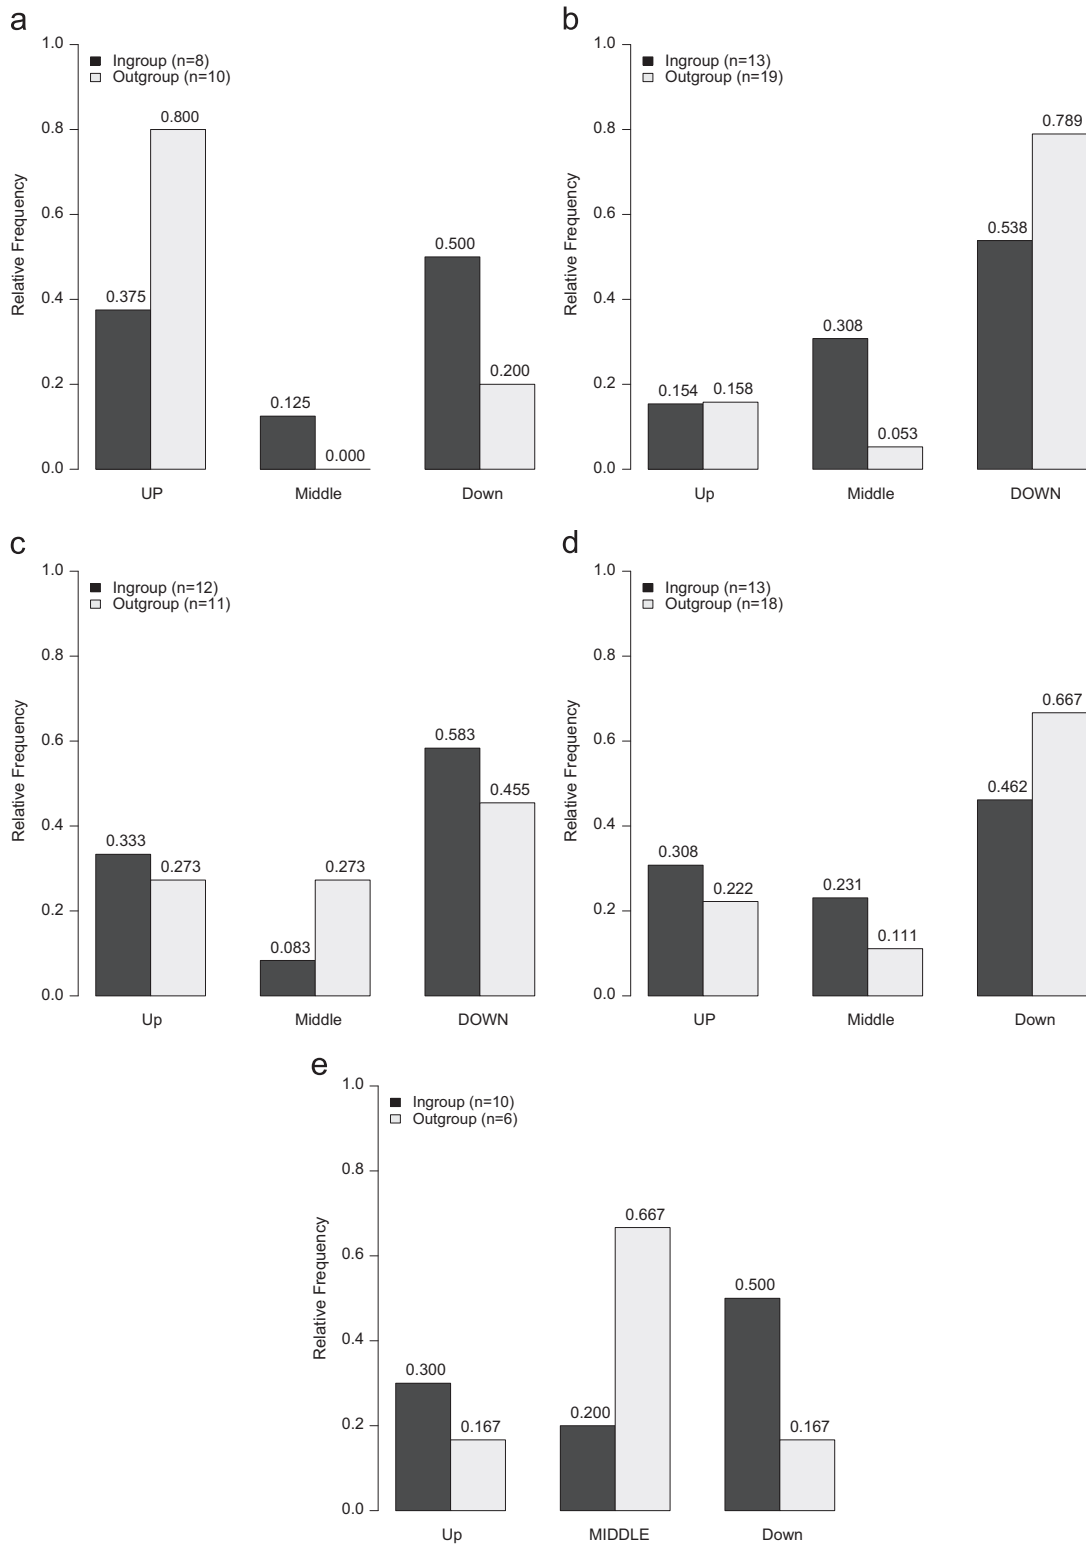 a
Relative Frequency
1.0
0.8
0.6
0.4
0.2
0.0
Ingroup (n=8)
Outgroup (n=10)
0.375
0.800
0.125
0.000
0.500
0.200
UP Middle Down
b
Relative Frequency
1.0
0.8
0.6
0.4
0.2
0.0
Ingroup (n=13)
Outgroup (n=19)
0.154
0.158
0.308
0.053
0.538
0.789
Up Middle DOWN
c
Relative Frequency
1.0
0.8
0.6
0.4
0.2
0.0
Ingroup (n=12)
Outgroup (n=11)
0.333
0.273
0.083
0.273
0.583
0.455
Up Middle DOWN
d
Relative Frequency
1.0
0.8
0.6
0.4
0.2
0.0
Ingroup (n=13)
Outgroup (n=18)
0.308
0.222
0.231
0.111
0.462
0.667
UP Middle Down
e
Relative Frequency
1.0
0.8
0.6
0.4
0.2
0.0
Ingroup (n=10)
Outgroup (n=6)
0.300
0.167
0.200
0.667
0.500
0.167
Up MIDDLE Down